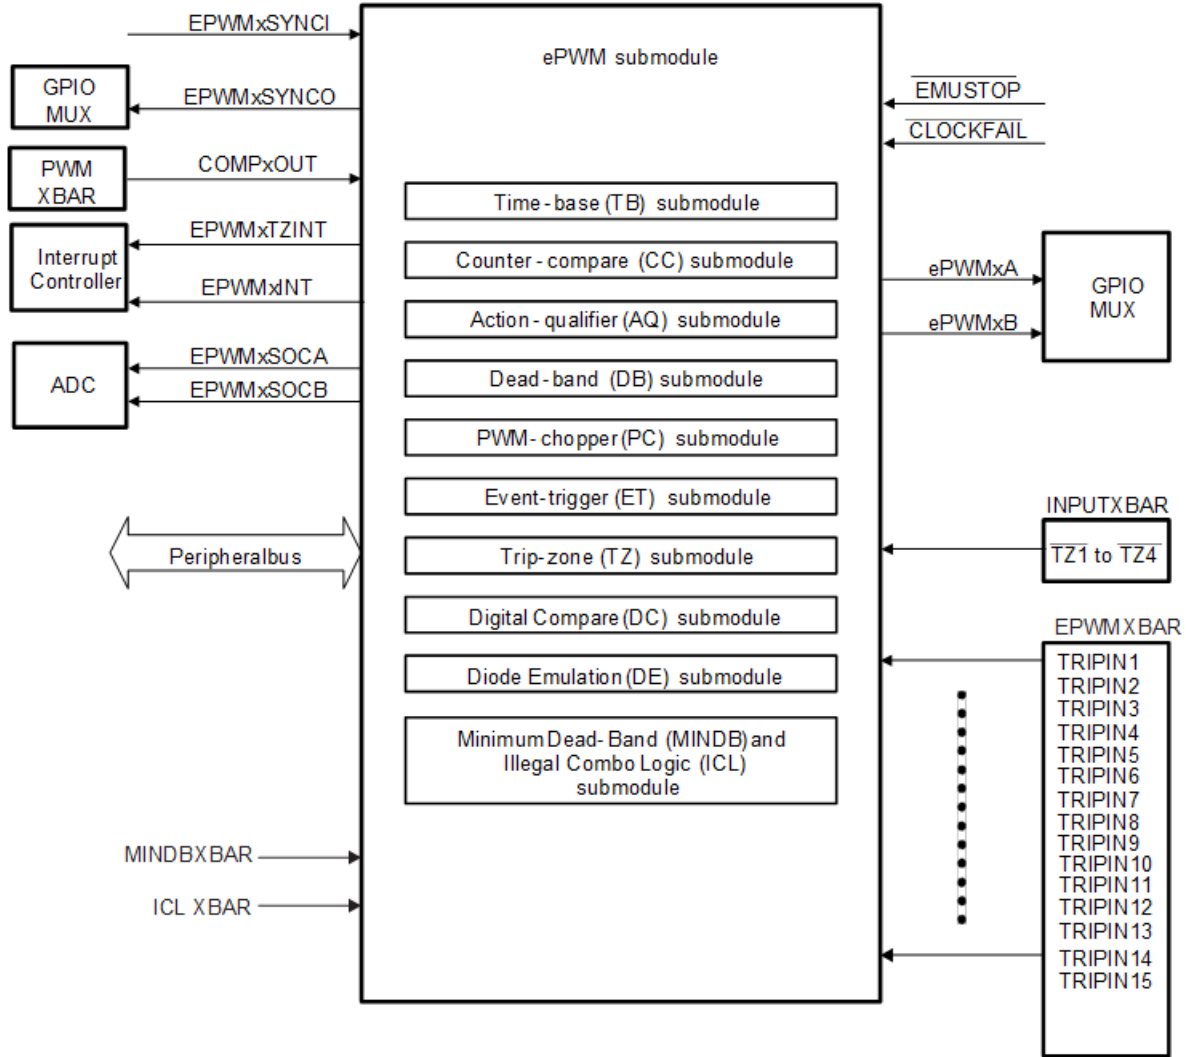 EPWMxSYNCI
GPIO
MUX
EPWMxSYNCO
PWM
XBAR
COMPxOUT
Interrupt
Controller
EPWMxTZINT
EPWMxINT
ADC
EPWMxSOCA
EPWMxSOCB
Peripheralbus
MINDBXBAR
ICL XBAR
ePWM submodule
Time-base (TB) submodule
Counter-compare (CC) submodule
Action-qualifier (AQ) submodule
Dead-band (DB) submodule
PWM-chopper (PC) submodule
Event-trigger (ET) submodule
Trip-zone (TZ) submodule
Digital Compare (DC) submodule
Diode Emulation (DE) submodule
Minimum Dead-Band (MINDB) and
Illegal Combo Logic (ICL)
submodule
EMUSTOP
CLOCKFAIL
ePWMxA
ePWMxB
GPIO
MUX
INPUTXBAR
TZ1 to TZ4
EPWMXBAR
TRIPIN1
TRIPIN2
TRIPIN3
TRIPIN4
TRIPIN5
TRIPIN6
TRIPIN7
TRIPIN8
TRIPIN9
TRIPIN10
TRIPIN11
TRIPIN12
TRIPIN13
TRIPIN14
TRIPIN15